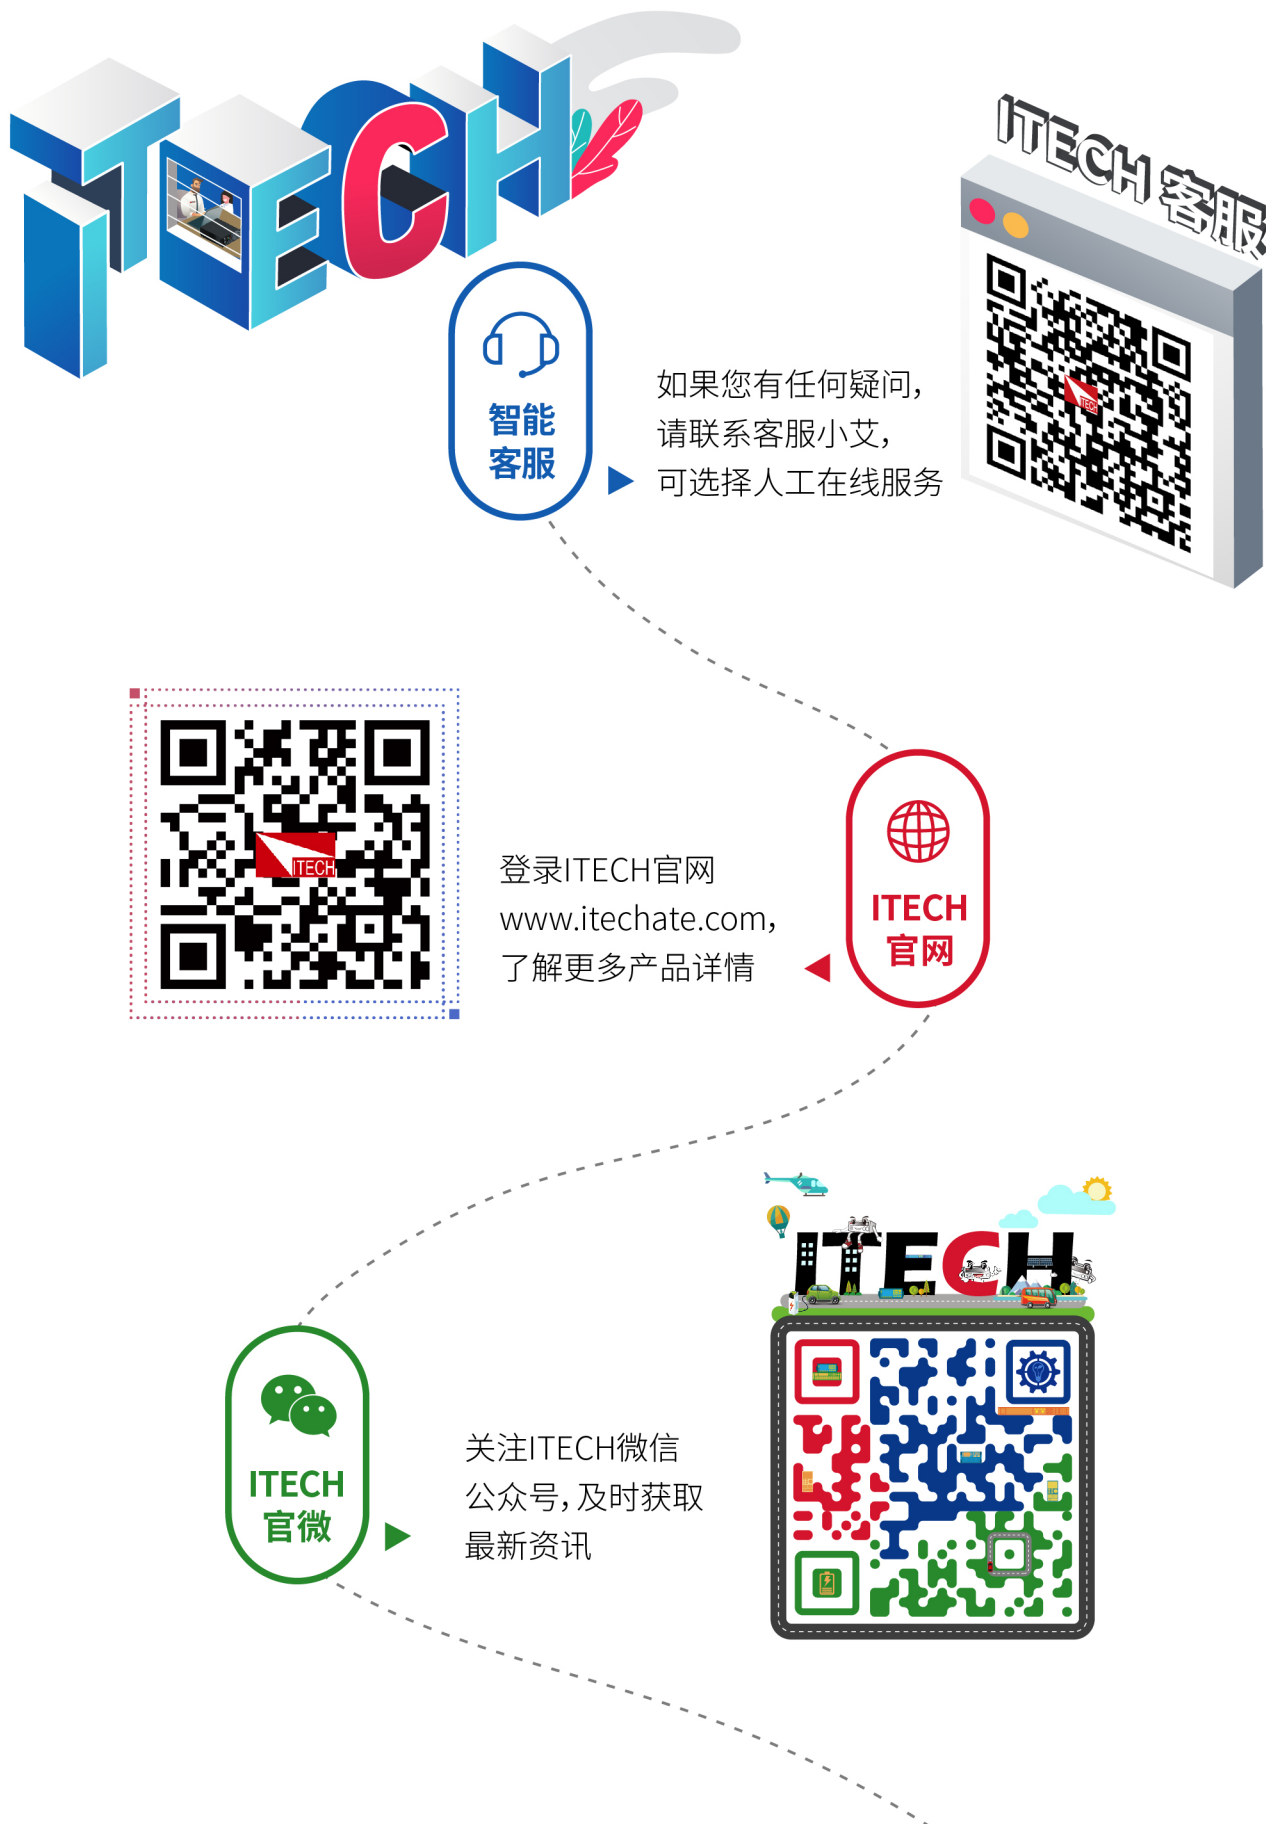 ITECH
ITECH 客服
ITECH
智能
客服
如果您有任何疑问，
请联系客服小艾，
可选择人工在线服务
ITECH
登录ITECH官网
www.itechate.com，
了解更多产品详情
ITECH
官网
ITECH
ITECH
官微
关注ITECH微信
公众号，及时获取
最新资讯